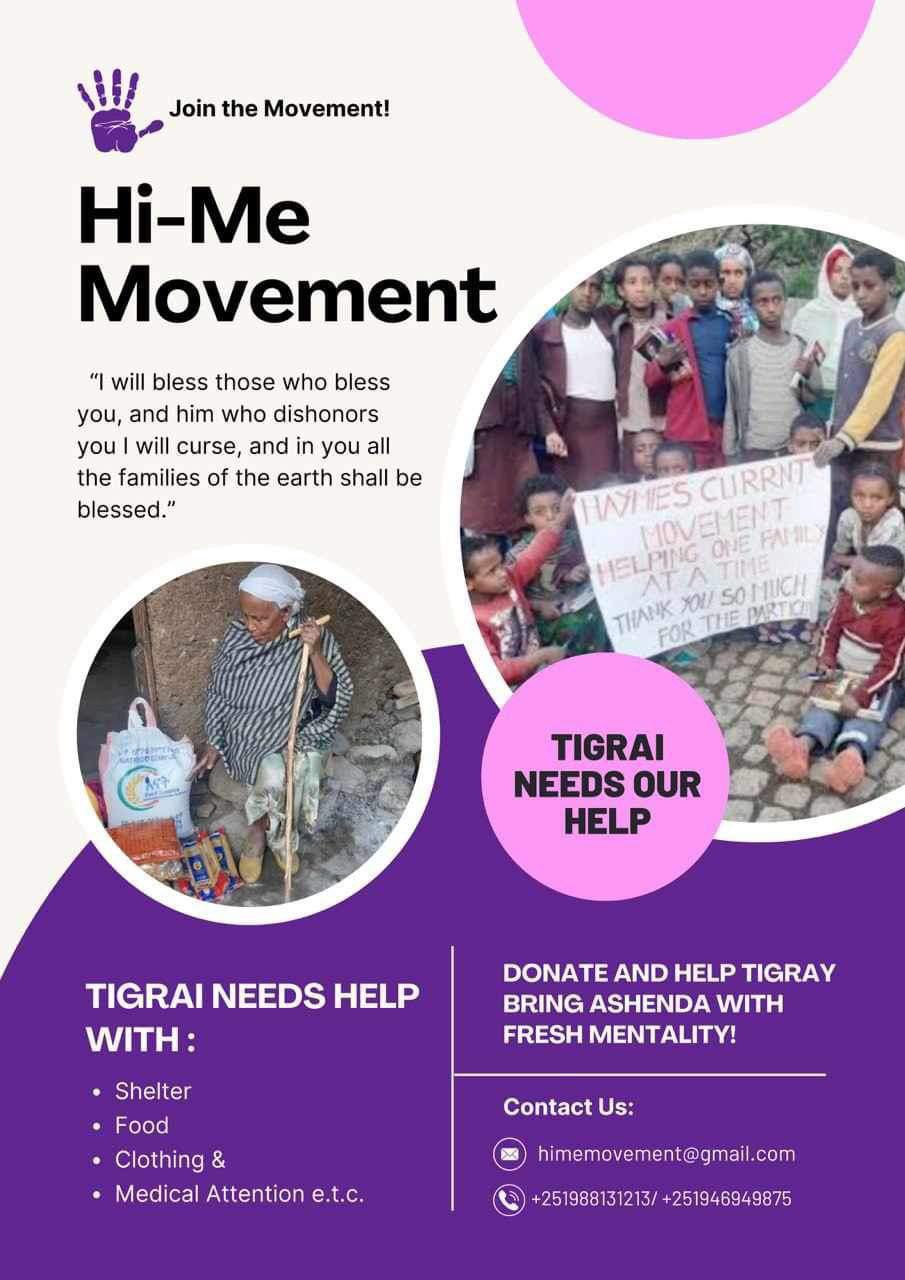 Join the Movement!
Hi-Me
Movement
“I will bless those who bless
you, and him who dishonors
you I will curse, and in you all
the families of the earth shall be
blessed.”
HAYMIES CURRNT
MOVEMENT
HELPING ONE FAMILY
AT A TIME
THANK YOU SO MUCH
FOR THE
TIGRAI
NEEDS OUR
HELP
TIGRAI NEEDS HELP
WITH :
• Shelter
• Food
• Clothing &
• Medical Attention e.t.c.
DONATE AND HELP TIGRAY
BRING ASHENDA WITH
FRESH MENTALITY!
Contact Us:
himemovement@gmail.com
+251988131213/ +251946949875